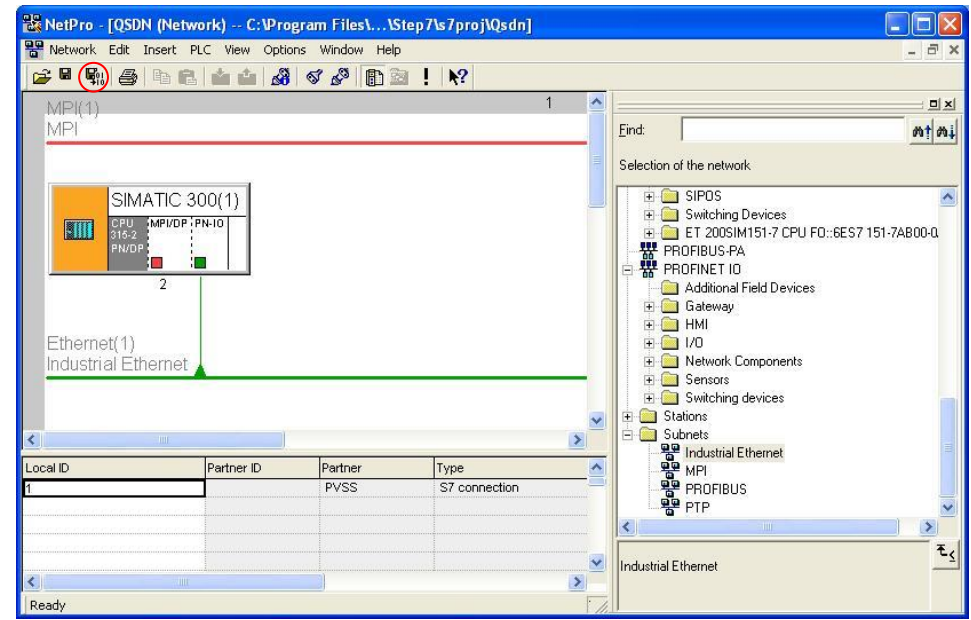 NetPro - [QSDN (Network) -- C:\Program Files\...\Step7\s7proj\Qsdn]
Network Edit Insert PLC View Options Window Help
MPI(1)
MPI
1
SIMATIC 300(1)
CPU
315-2
PN/DP
MPI/DP
PN-IO
2
Ethernet(1)
Industrial Ethernet
Local ID Partner ID Partner Type
1 PVSS S7 connection
Ready
Find:
Selection of the network
SIPOS
Switching Devices
ET 200SIM151-7 CPU FO::6ES7 151-7AB00-0
PROFIBUS-PA
PROFINET IO
Additional Field Devices
Gateway
HMI
I/O
Network Components
Sensors
Switching devices
Stations
Subnets
Industrial Ethernet
MPI
PROFIBUS
PTP
Industrial Ethernet